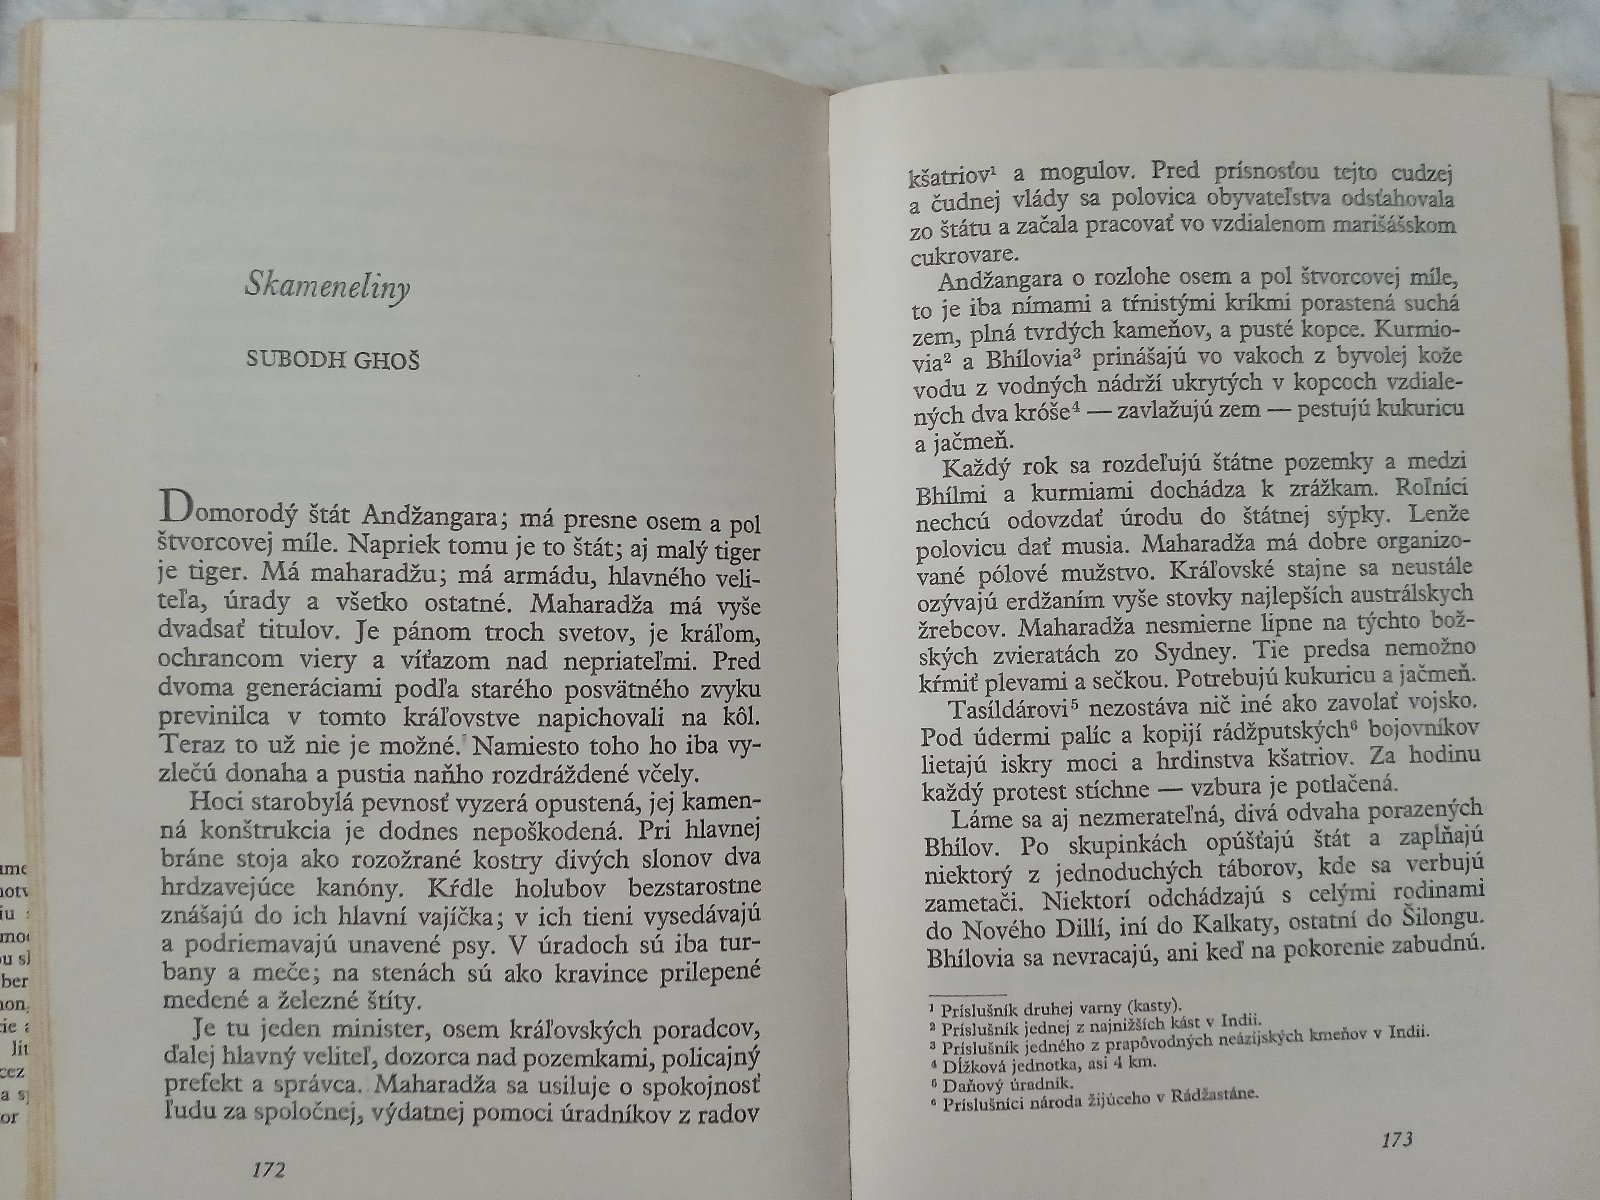 Skameneliny
SUBODH GHOŠ
Domorodý štát Andžangara; má presne osem a pol
štvorcovej míle. Napriek tomu je to štát; aj malý tiger
je tiger. Má maharadžu; má armádu, hlavného veli-
teľa, úrady a všetko ostatné. Maharadža má vyše
dvadsať titulov. Je pánom troch svetov, je kráľom,
ochrancom viery a víťazom nad nepriateľmi. Pred
dvoma generáciami podľa starého posvätného zvyku
previnilca v tomto kráľovstve napichovali na kôl.
Teraz to už nie je možné. Namiesto toho ho iba vy-
zlečú donaha a pustia naňho rozdráždené včely.
Hoci starobylá pevnosť vyzerá opustená, jej kamen-
ná konštrukcia je dodnes nepoškodená. Pri hlavnej
bráne stoja ako rozožrané kostry divých slonov dva
hrdzavejúce kanóny. Kŕdle holubov bezstarostne
znášajú do ich hlavní vajíčka; v ich tieni vysedávajú
a podriemavajú unavené psy. V úradoch sú iba tur-
bany a meče; na stenách sú ako kravince prilepené
medené a železné štíty.
Je tu jeden minister, osem kráľovských poradcov,
ďalej hlavný veliteľ, dozorca nad pozemkami, policajný
prefekt a správca. Maharadža sa usiluje o spokojnosť
ľudu za spoločnej, výdatnej pomoci úradníkov z radov
172
kšatriov¹ a mogulov. Pred prísnosťou tejto cudzej
a čudnej vlády sa polovica obyvateľstva odsťahovala
zo štátu a začala pracovať vo vzdialenom marišášskom
cukrovare.
Andžangara o rozlohe osem a pol štvorcovej míle,
to je iba nímami a tŕnistými kríkmi porastená suchá
zem, plná tvrdých kameňov, a pusté kopce. Kurmio-
via² a Bhílovia³ prinášajú vo vakoch z byvolej kože
vodu z vodných nádrží ukrytých v kopcoch vzdiale-
ných dva króše⁴ — zavlažujú zem — pestujú kukuricu
a jačmeň.
Každý rok sa rozdeľujú štátne pozemky a medzi
Bhílmi a kurmiami dochádza k zrážkam. Roľníci
nechcú odovzdať úrodu do štátnej sýpky. Lenže
polovicu dať musia. Maharadža má dobre organizo-
vané pólové mužstvo. Kráľovské stajne sa neustále
ozývajú erdžaním vyše stovky najlepších austrálskych
žrebcov. Maharadža nesmierne lipne na týchto bož-
ských zvieratách zo Sydney. Tie predsa nemožno
kŕmiť plevami a sečkou. Potrebujú kukuricu a jačmeň.
Tasíldárovi⁵ nezostáva nič iné ako zavolať vojsko.
Pod údermi palíc a kopijí rádžputských⁶ bojovníkov
lietajú iskry moci a hrdinstva kšatriov. Za hodinu
každý protest stíchne — vzbura je potlačená.
Láme sa aj nezmerateľná, divá odvaha porazených
Bhílov. Po skupinkách opúšťajú štát a zapĺňajú
niektorý z jednoduchých táborov, kde sa verbujú
zametači. Niektorí odchádzajú s celými rodinami
do Nového Dillí, iní do Kalkaty, ostatní do Šilongu.
Bhílovia sa nevracajú, ani keď na pokorenie zabudnú.
¹ Príslušník druhej varny (kasty).
² Príslušník jednej z najnižších kást v Indii.
³ Príslušník jedného z prapôvodných neázijských kmeňov v Indii.
⁴ Dĺžková jednotka, asi 4 km.
⁵ Daňový úradník.
⁶ Príslušníci národa žijúceho v Rádžastáne.
173